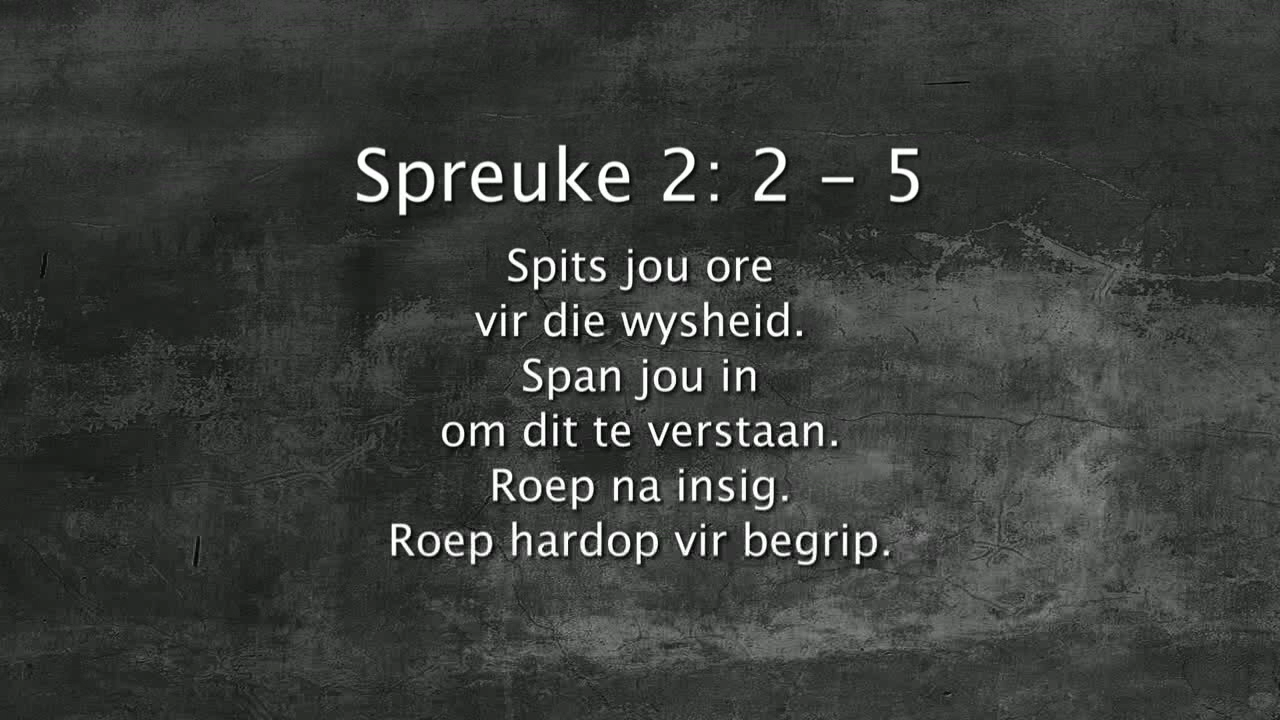 Spreuke 2: 2 – 5
Spits jou ore
vir die wysheid.
Span jou in
om dit te verstaan.
Roep na insig.
Roep hardop vir begrip.